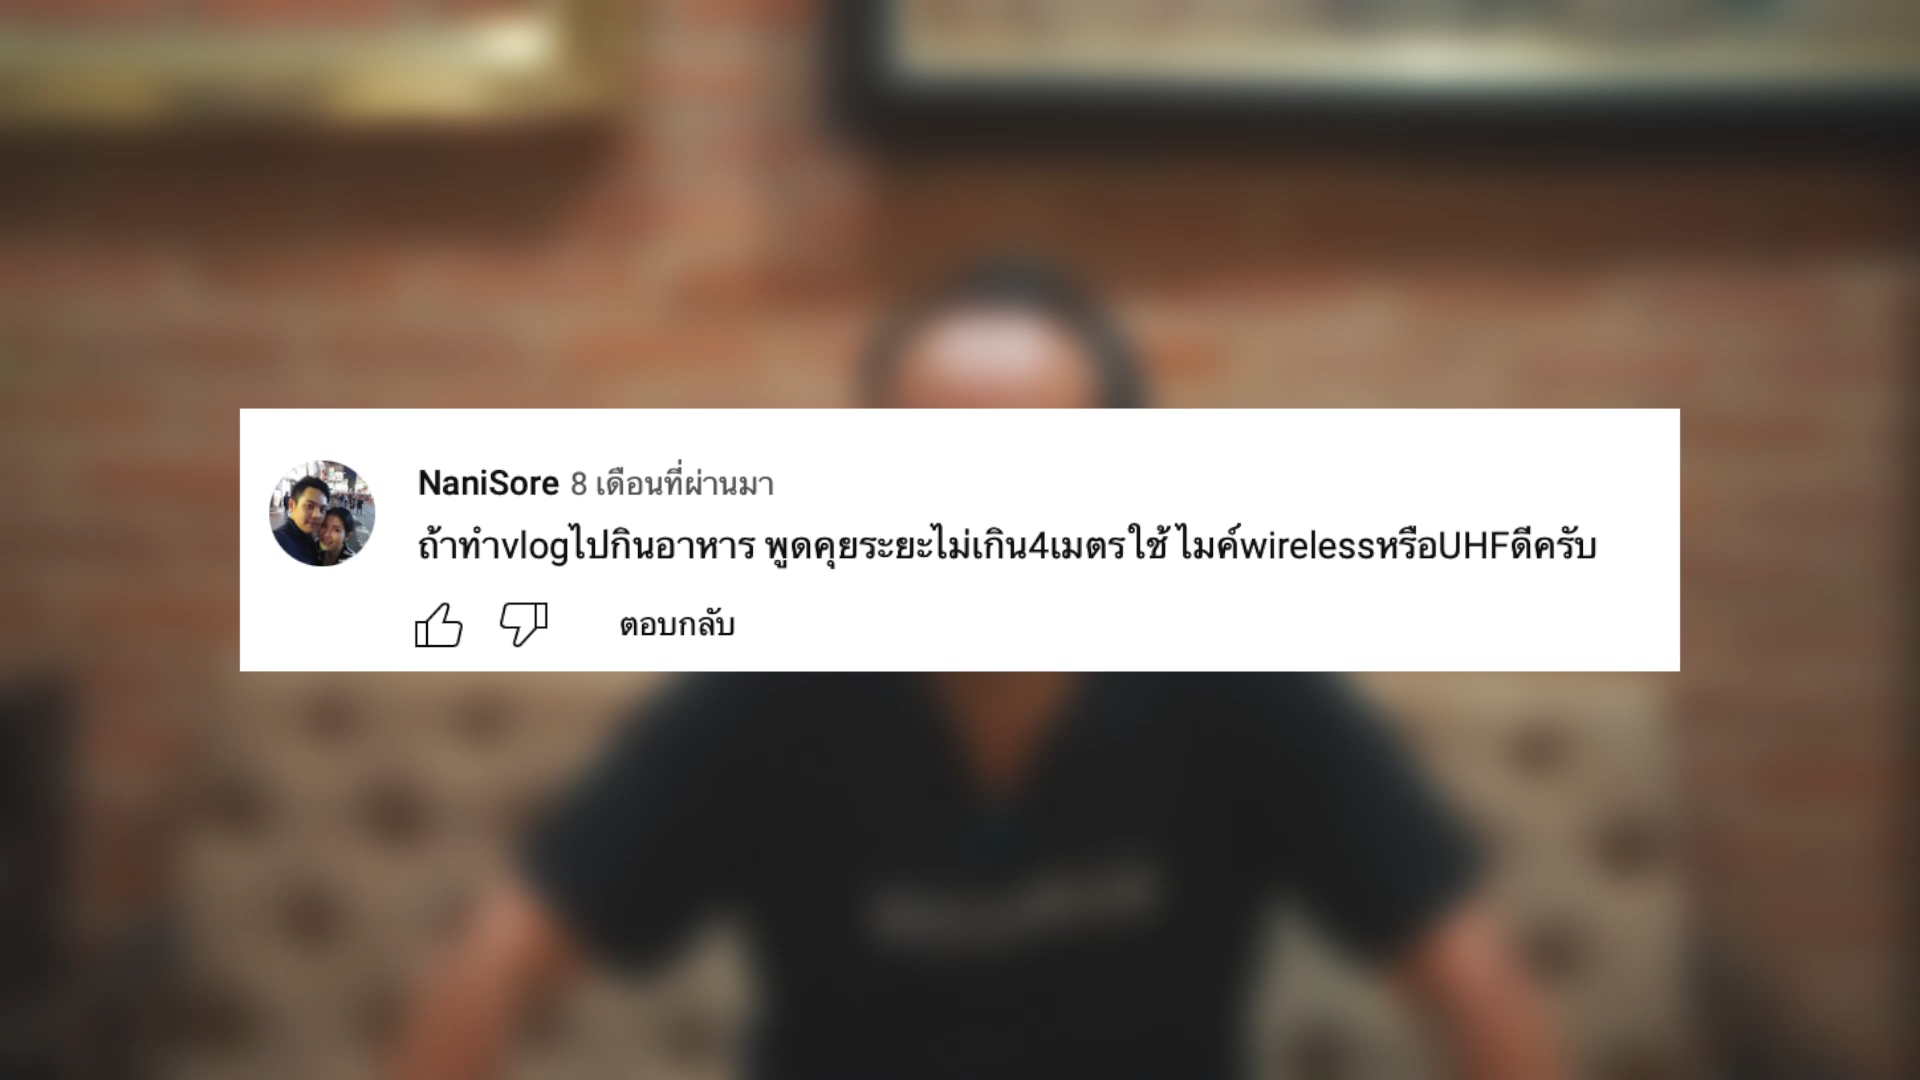 NaniSore 8 เดือนที่ผ่านมา
ถ้าทำvlogไปกินอาหาร พูดคุยระยะไม่เกิน4เมตรใช้ ไมค์wirelessหรือUHFดีครับ
ตอบกลับ